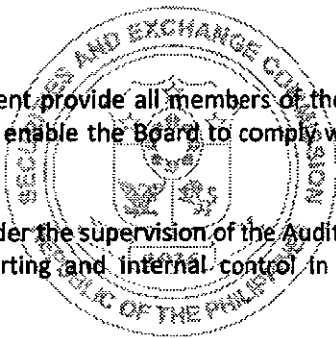 SECURITIES AND EXCHANGE COMMISSION
ent provide all members of the
enable the Board to comply w
der the supervision of the Audit
rting and internal control in
REPUBLIC OF THE PHILIPPINES